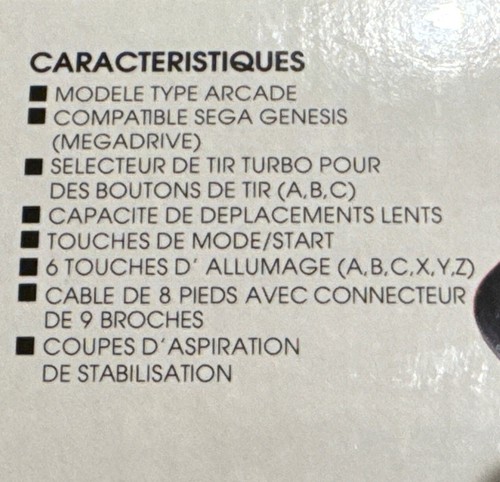 CARACTERISTIQUES
■ MODELE TYPE ARCADE
■ COMPATIBLE SEGA GENESIS
(MEGADRIVE)
■ SELECTEUR DE TIR TURBO POUR
DES BOUTONS DE TIR (A,B,C)
■ CAPACITE DE DEPLACEMENTS LENTS
■ TOUCHES DE MODE/START
■ 6 TOUCHES D' ALLUMAGE (A,B,C,X,Y,Z)
■ CABLE DE 8 PIEDS AVEC CONNECTEUR
DE 9 BROCHES
■ COUPES D'ASPIRATION
DE STABILISATION